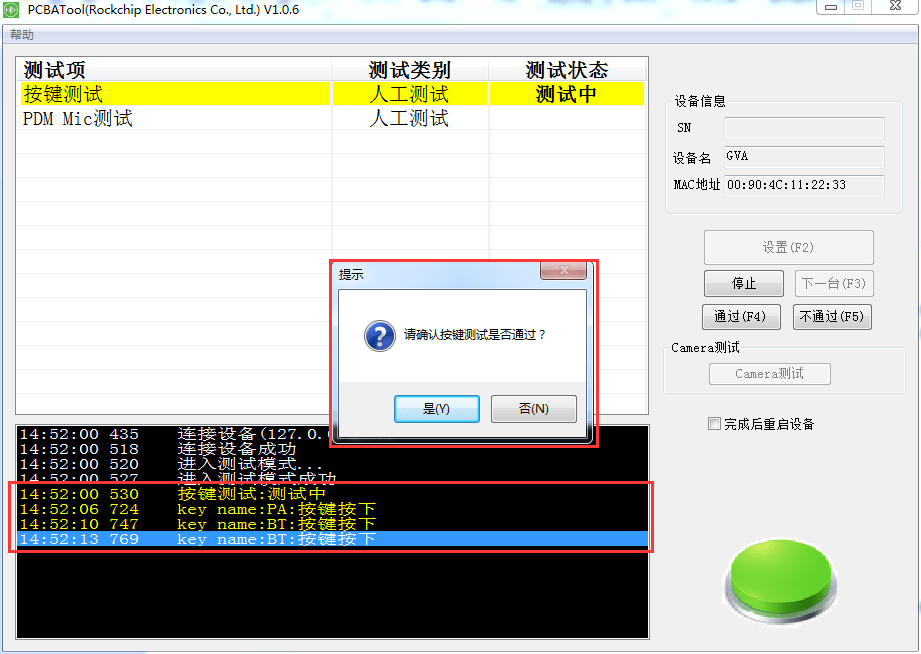 PCBATool(Rockchip Electronics Co., Ltd.) V1.0.6
帮助
测试项 测试类别 测试状态
按键测试 人工测试 测试中
PDM Mic测试 人工测试
设备信息
SN
设备名 GVA
MAC地址 00:90:4C:11:22:33
设置(F2)
停止 下一台(F3)
通过(F4) 不通过(F5)
Camera测试
Camera测试
完成后重启设备
提示
请确认按键测试是否通过？
是(Y) 否(N)
14:52:00 435 连接设备(127.0.
14:52:00 518 连接设备成功
14:52:00 520 进入测试模式...
14:52:00 527 进入测试模式成功
14:52:00 530 按键测试:测试中
14:52:06 724 key name:PA:按键按下
14:52:10 747 key name:BT:按键按下
14:52:13 769 key name:BT:按键按下